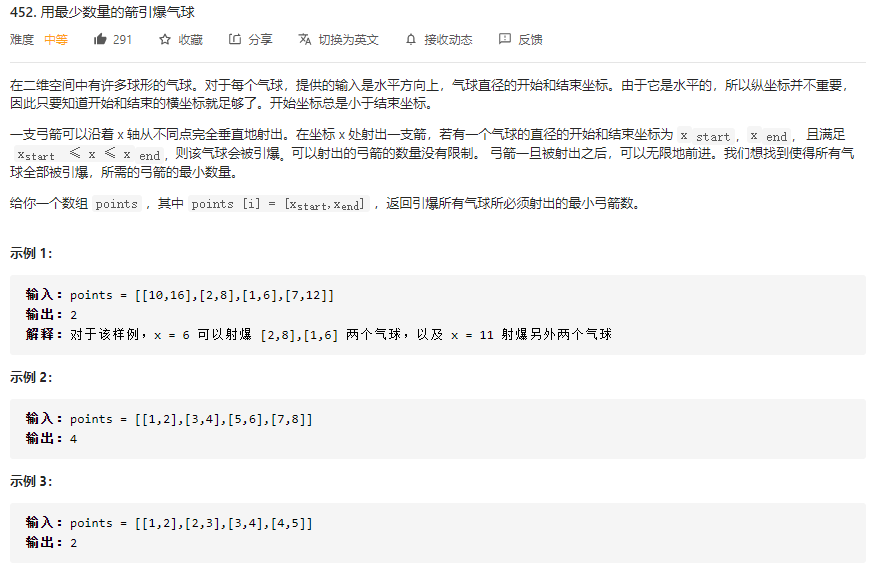 452. 用最少数量的箭引爆气球
难度 中等 291 收藏 分享 切换为英文 接收动态 反馈
在二维空间中有许多球形的气球。对于每个气球，提供的输入是水平方向上，气球直径的开始和结束坐标。由于它是水平的，所以纵坐标并不重要，
因此只要知道开始和结束的横坐标就足够了。开始坐标总是小于结束坐标。
一支弓箭可以沿着 x 轴从不同点完全垂直地射出。在坐标 x 处射出一支箭，若有一个气球的直径的开始和结束坐标为 x start，x end， 且满足
xstart ≤ x ≤ x end，则该气球会被引爆。可以射出的弓箭的数量没有限制。 弓箭一旦被射出之后，可以无限地前进。我们想找到使得所有气
球全部被引爆，所需的弓箭的最小数量。
给你一个数组 points ，其中 points [i] = [xstart,xend] ，返回引爆所有气球所必须射出的最小弓箭数。
示例 1：
输入：points = [[10,16],[2,8],[1,6],[7,12]]
输出：2
解释：对于该样例，x = 6 可以射爆 [2,8],[1,6] 两个气球，以及 x = 11 射爆另外两个气球
示例 2：
输入：points = [[1,2],[3,4],[5,6],[7,8]]
输出：4
示例 3：
输入：points = [[1,2],[2,3],[3,4],[4,5]]
输出：2